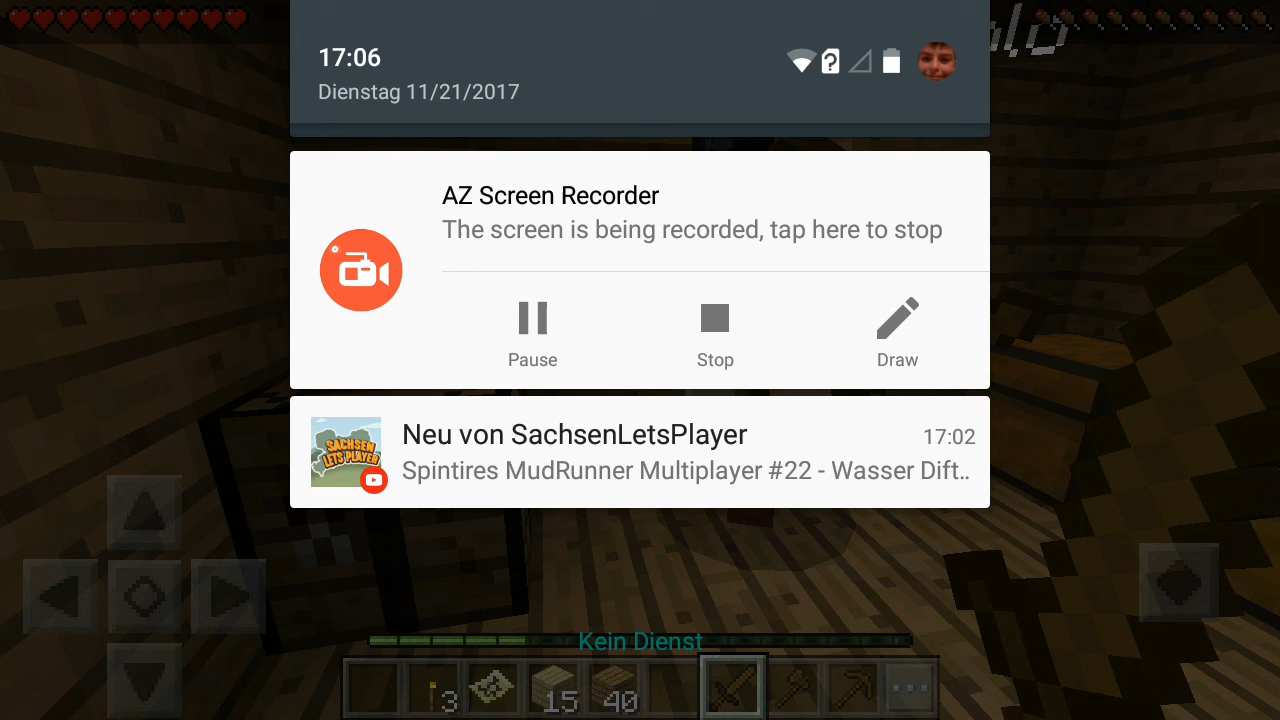 17:06
Dienstag 11/21/2017
AZ Screen Recorder
The screen is being recorded, tap here to stop
Pause
Stop
Draw
SACHSEN
LETS PLAYER
Neu von SachsenLetsPlayer
17:02
Spintires MudRunner Multiplayer #22 - Wasser Dift..
Kein Dienst
3
15
40